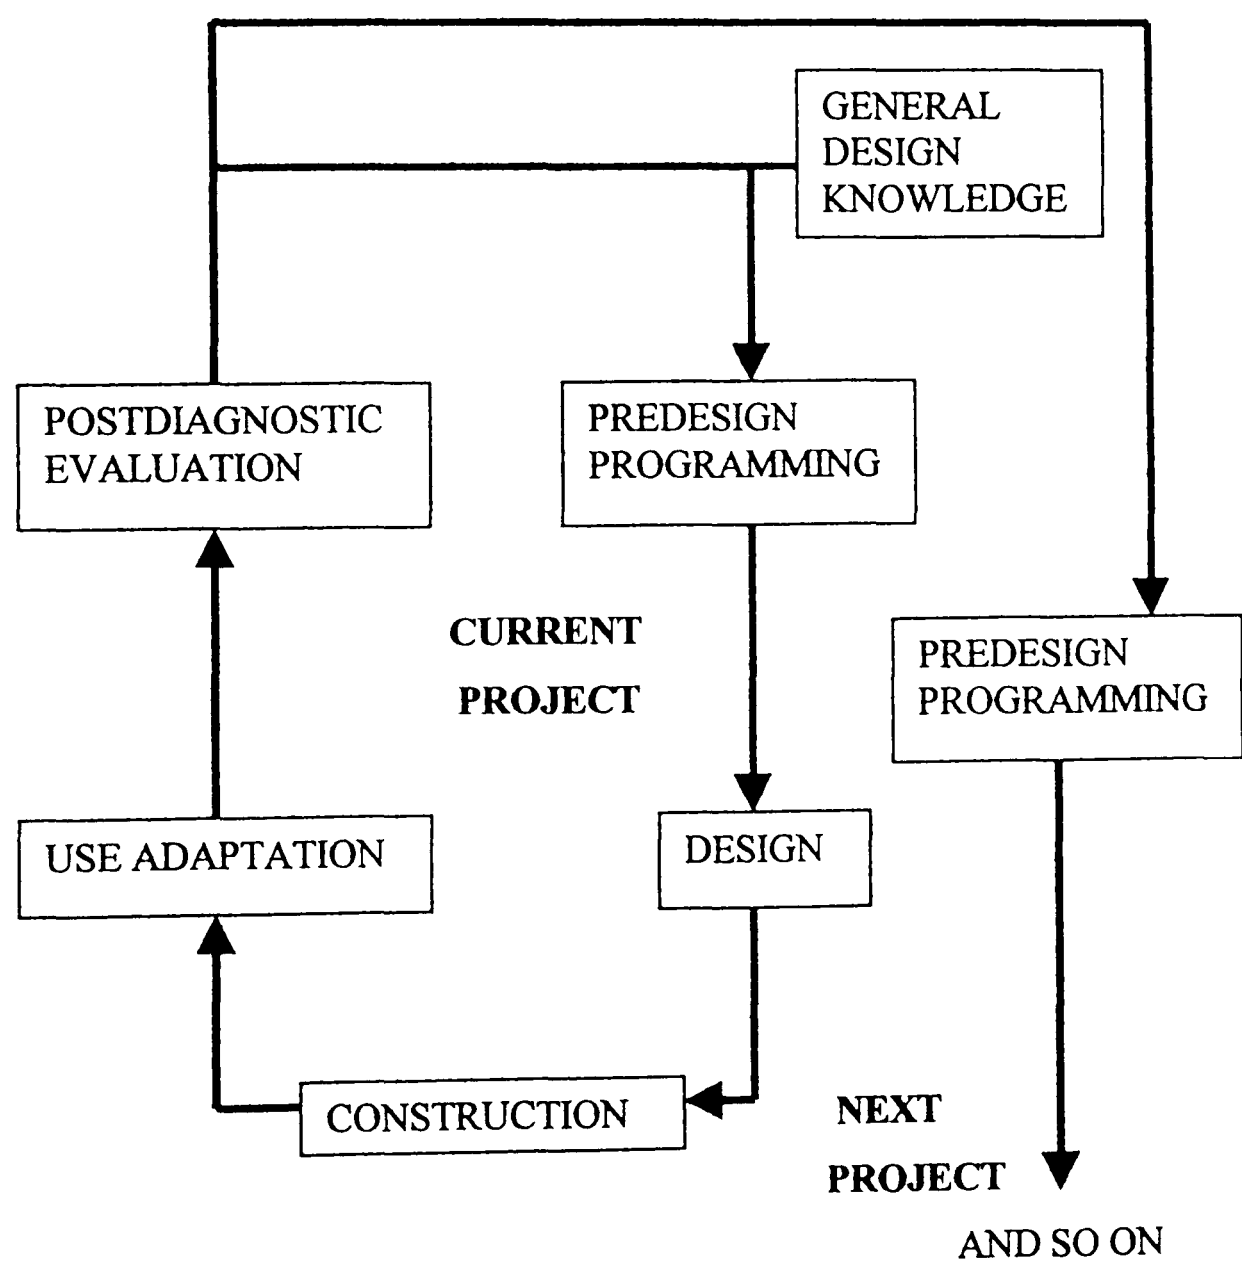 GENERAL
DESIGN
KNOWLEDGE
POSTDIAGNOSTIC
EVALUATION
PREDESIGN
PROGRAMMING
CURRENT
PROJECT
PREDESIGN
PROGRAMMING
USE ADAPTATION
DESIGN
CONSTRUCTION
NEXT
PROJECT
AND SO ON